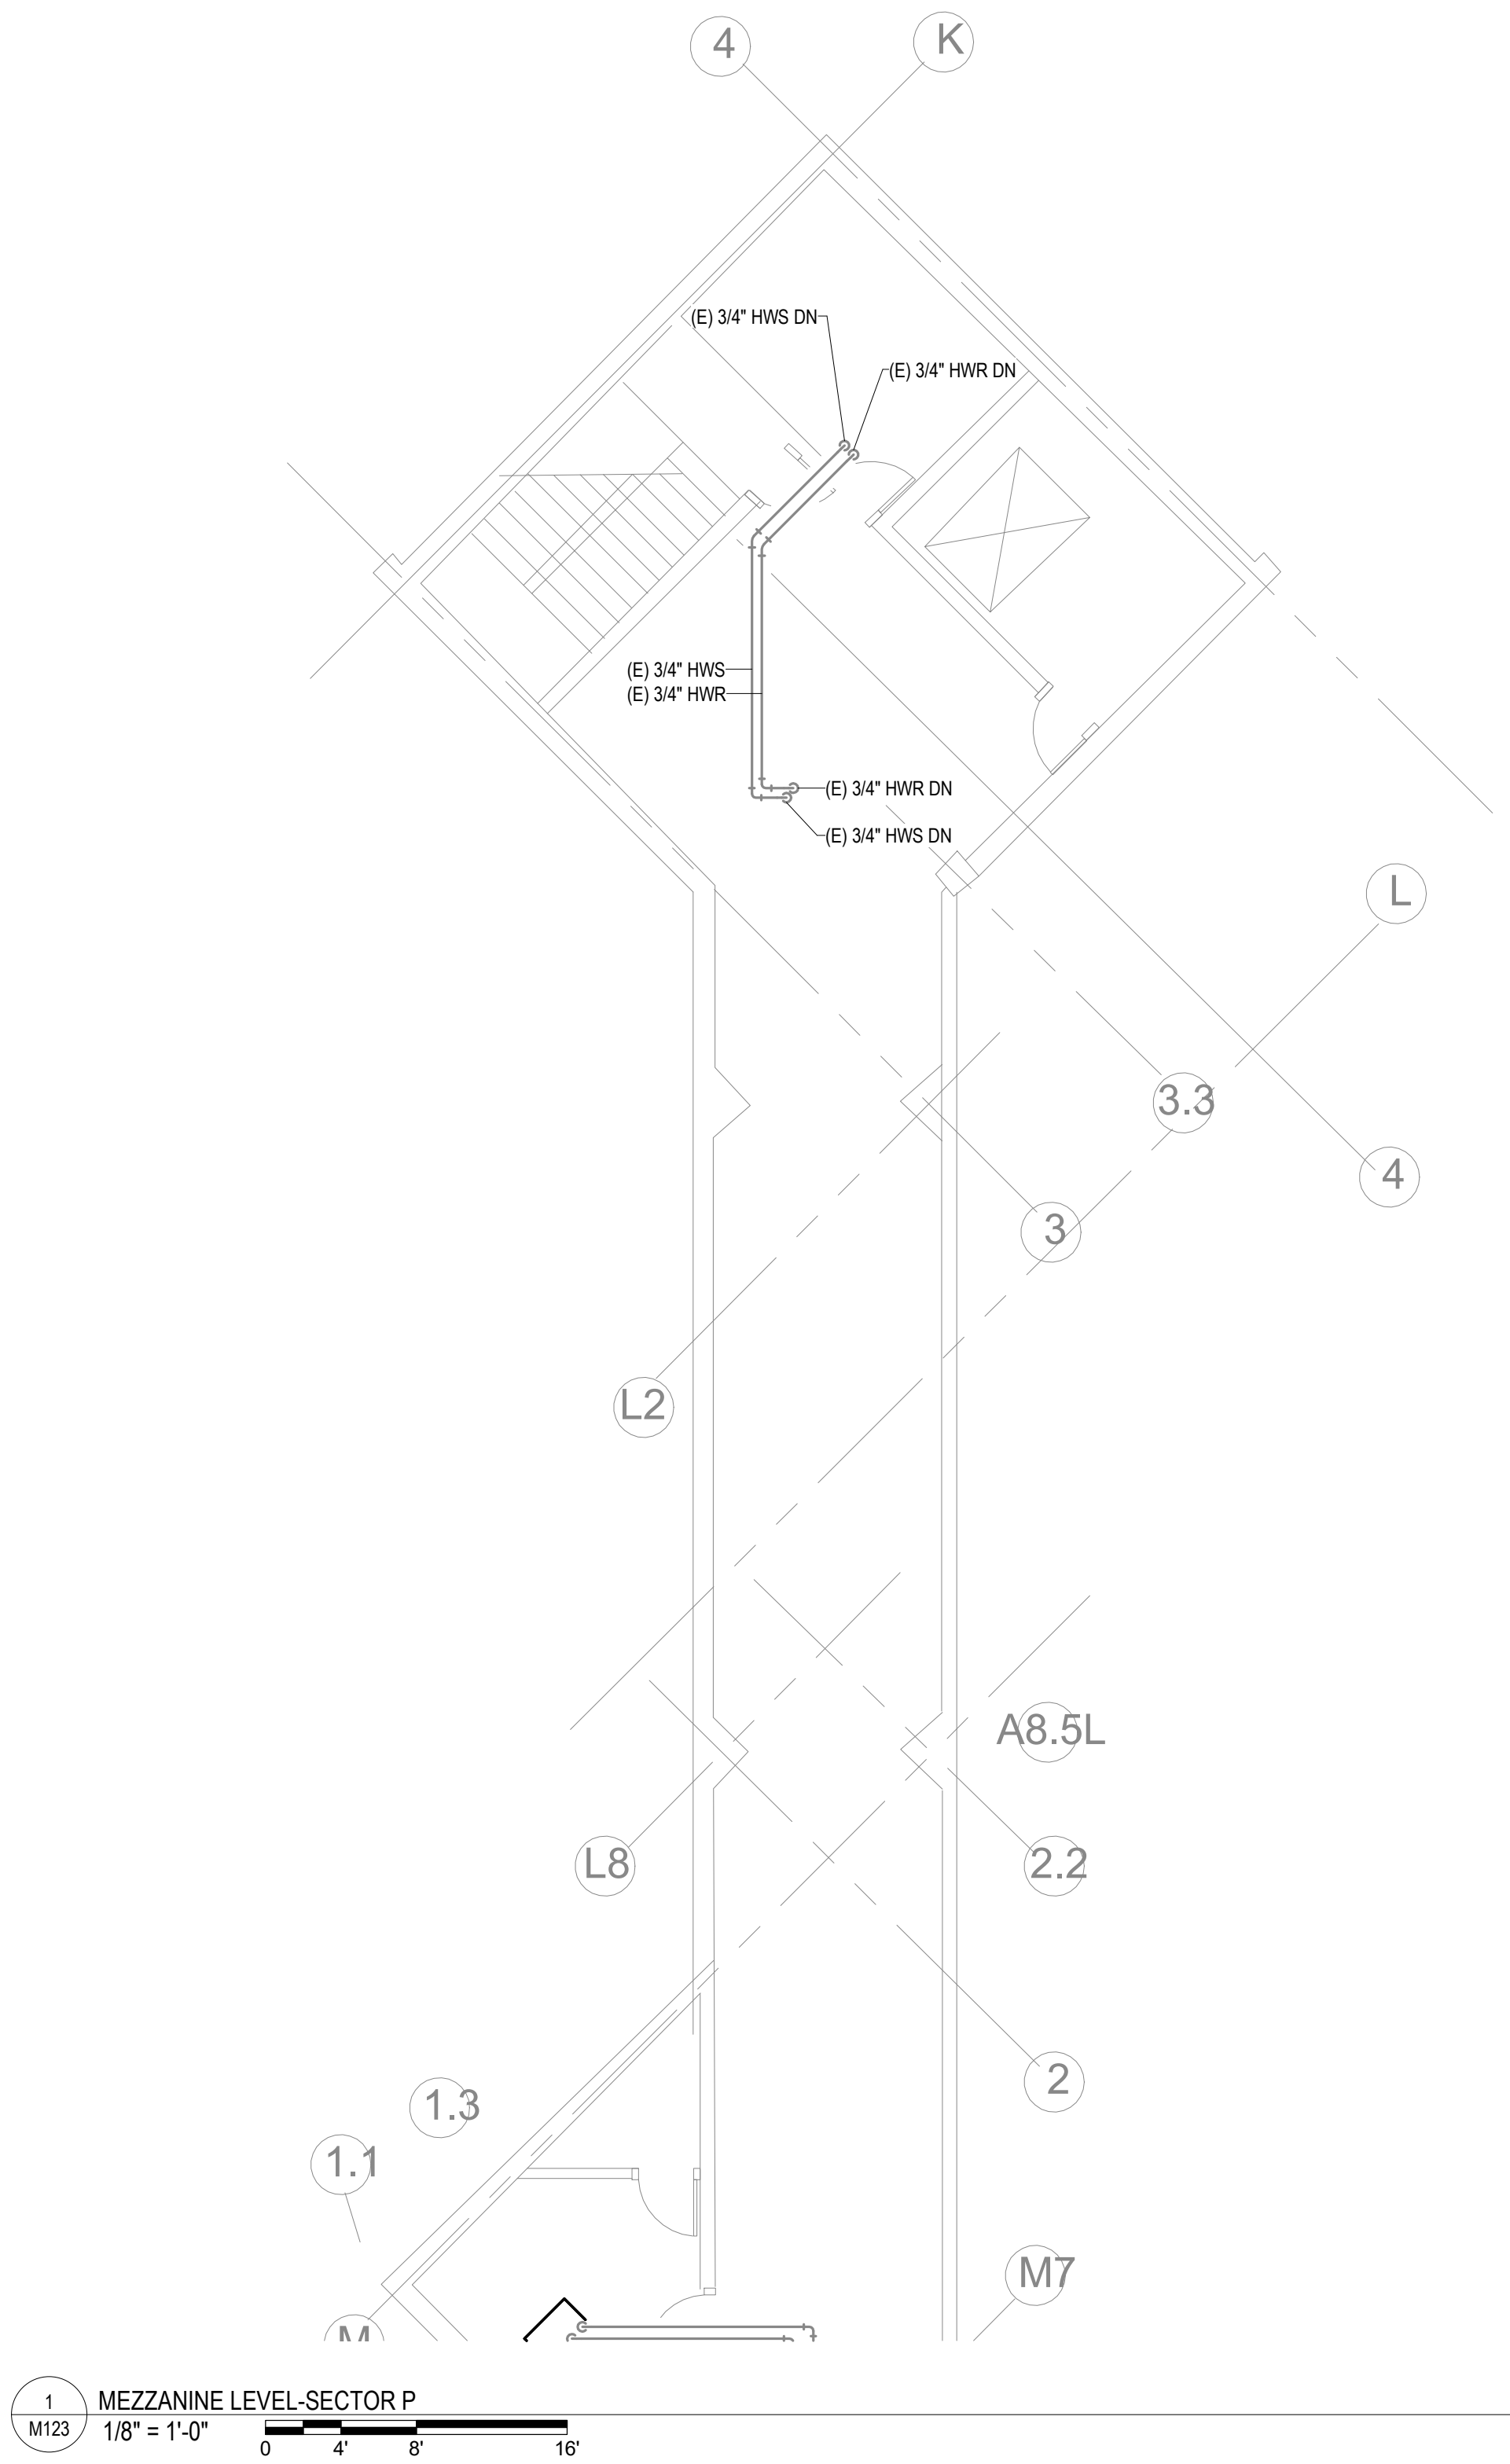 4
K
(E) 3/4" HWS DN
(E) 3/4" HWR DN
(E) 3/4" HWS
(E) 3/4" HWR
(E) 3/4" HWR DN
(E) 3/4" HWS DN
L
3.3
4
3
L2
A8.5L
L8
2.2
2
1.3
1.1
M7
M
1
M123
MEZZANINE LEVEL-SECTOR P
1/8" = 1'-0"
0 4' 8' 16'